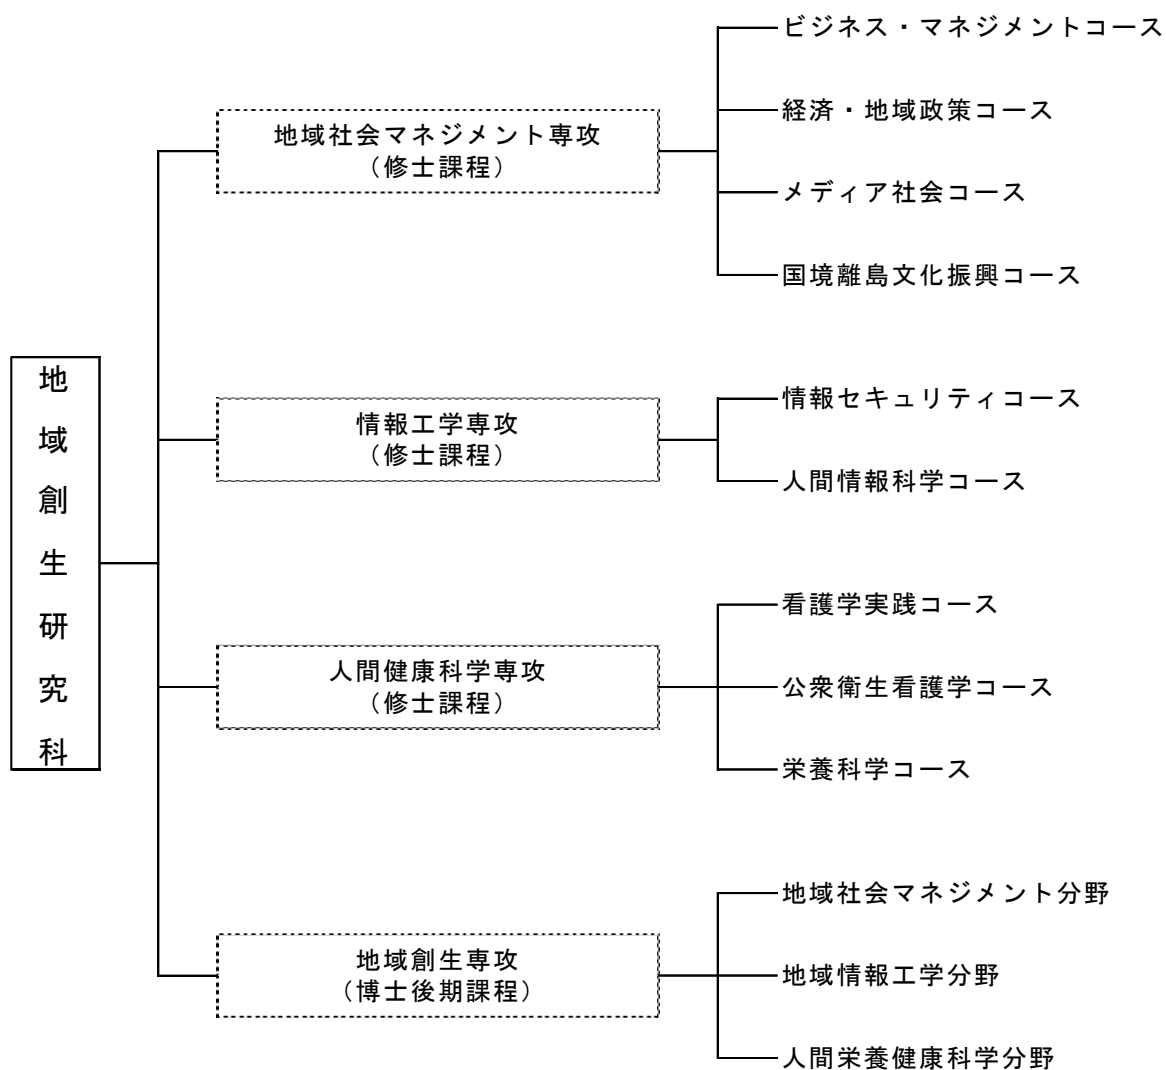 地域創生研究科
地域社会マネジメント専攻
（修士課程）
ビジネス・マネジメントコース
経済・地域政策コース
メディア社会コース
国境離島文化振興コース
情報工学専攻
（修士課程）
情報セキュリティコース
人間情報科学コース
人間健康科学専攻
（修士課程）
看護学実践コース
公衆衛生看護学コース
栄養科学コース
地域創生専攻
（博士後期課程）
地域社会マネジメント分野
地域情報工学分野
人間栄養健康科学分野